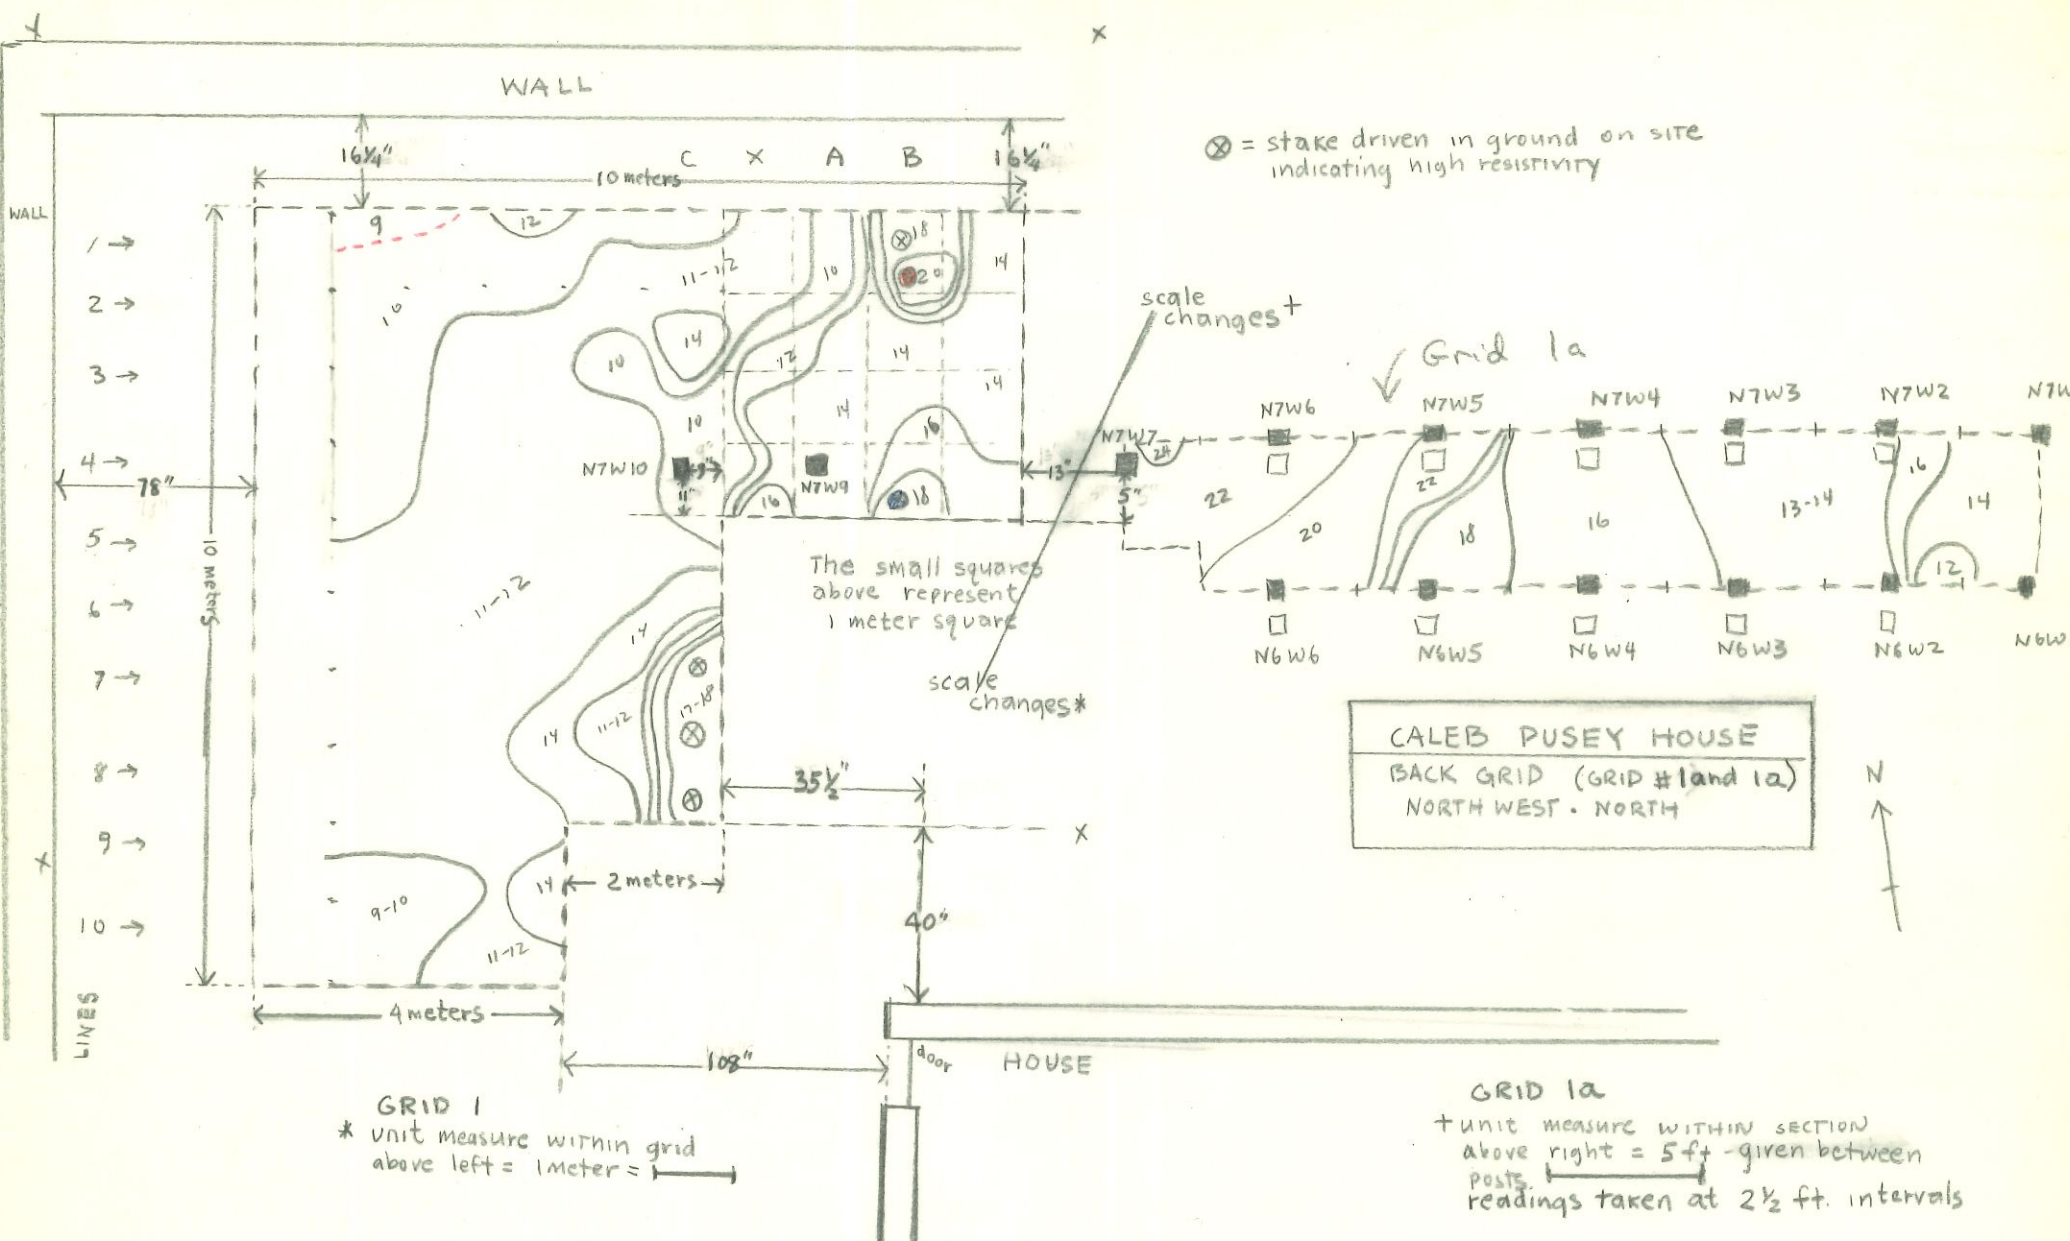 WALL
16¼"
C X A B
16¼"
10 meters
WALL
⊗ = stake driven in ground on site
indicating high resistivity
1 →
2 →
3 →
4 →
5 →
6 →
7 →
8 →
9 →
10 →
LINES
78"
10 meters
9
12
18
11-12
10
20
14
10
14
12
14
10
14
14
10
16
N7W10
9"
11"
N7W9
16
18
13"
5"
scale
changes+
The small squares
above represent
1 meter square
scale
changes*
11-12
14
14
11-12
17-18
35½"
2 meters
40"
14
9-10
11-12
4 meters
108"
door
HOUSE
Grid 1a
N7W7
N7W6
N7W5
N7W4
N7W3
N7W2
N7W
24
22
20
22
18
16
13-14
16
14
12
N6W6
N6W5
N6W4
N6W3
N6W2
N6W
CALEB PUSEY HOUSE
BACK GRID (GRID #1 and 1a)
NORTH WEST · NORTH
N
GRID 1
* unit measure within grid
above left = 1 meter =
GRID 1a
+ unit measure WITHIN SECTION
above right = 5 ft - given between
posts.
readings taken at 2½ ft. intervals